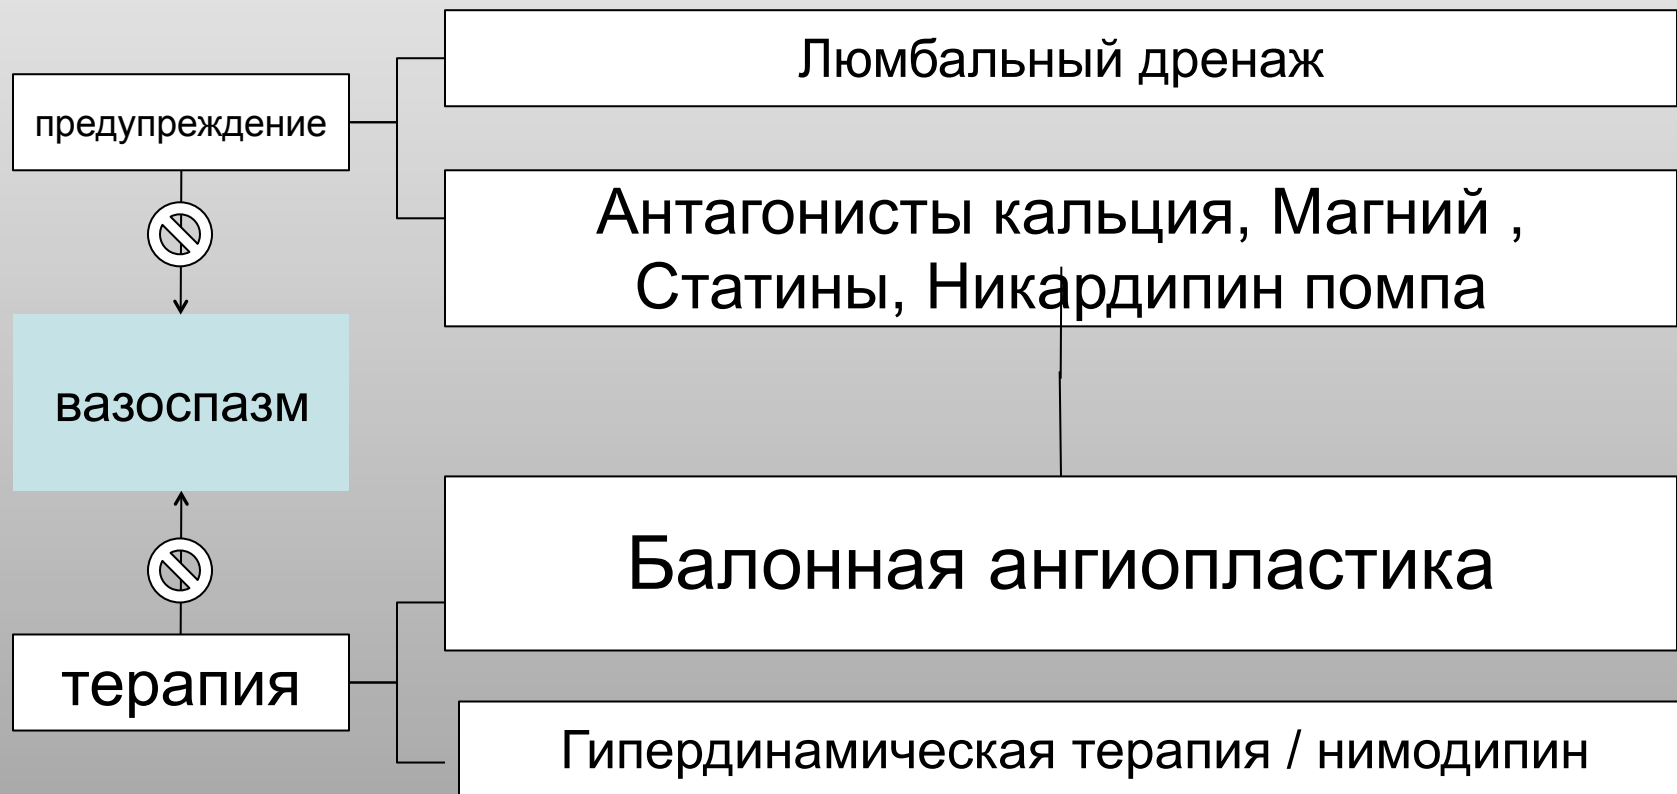 Люмбальный дренаж
предупреждение
Антагонисты кальция, Магний ,
Статины, Никардипин помпа
вазоспазм
Балонная ангиопластика
терапия
Гипердинамическая терапия / нимодипин